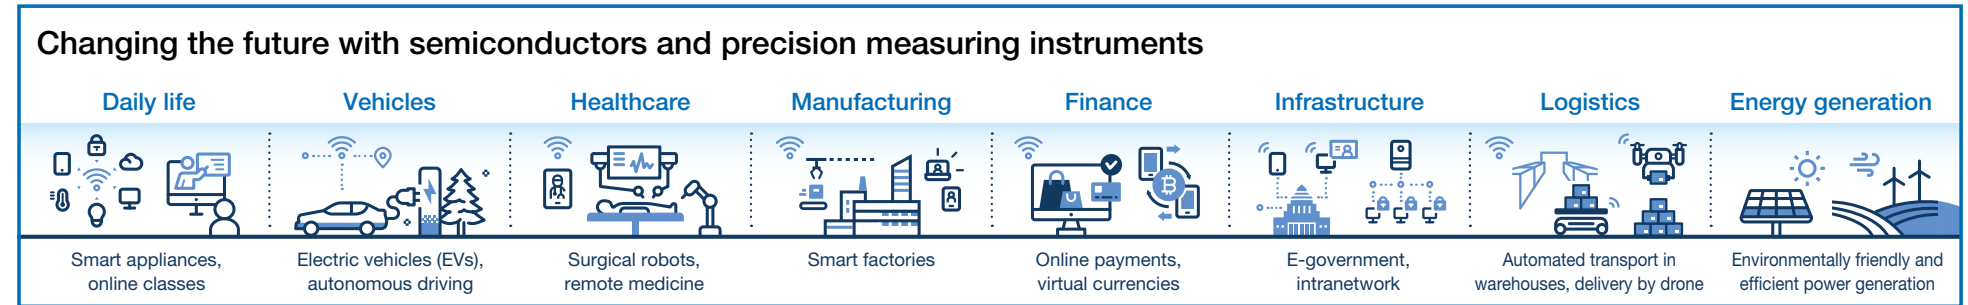 Changing the future with semiconductors and precision measuring instruments
Daily life
Vehicles
Healthcare
Manufacturing
Finance
Infrastructure
Logistics
Energy generation
Smart appliances,
online classes
Electric vehicles (EVs),
autonomous driving
Surgical robots,
remote medicine
Smart factories
Online payments,
virtual currencies
E-government,
intranetwork
Automated transport in
warehouses, delivery by drone
Environmentally friendly and
efficient power generation